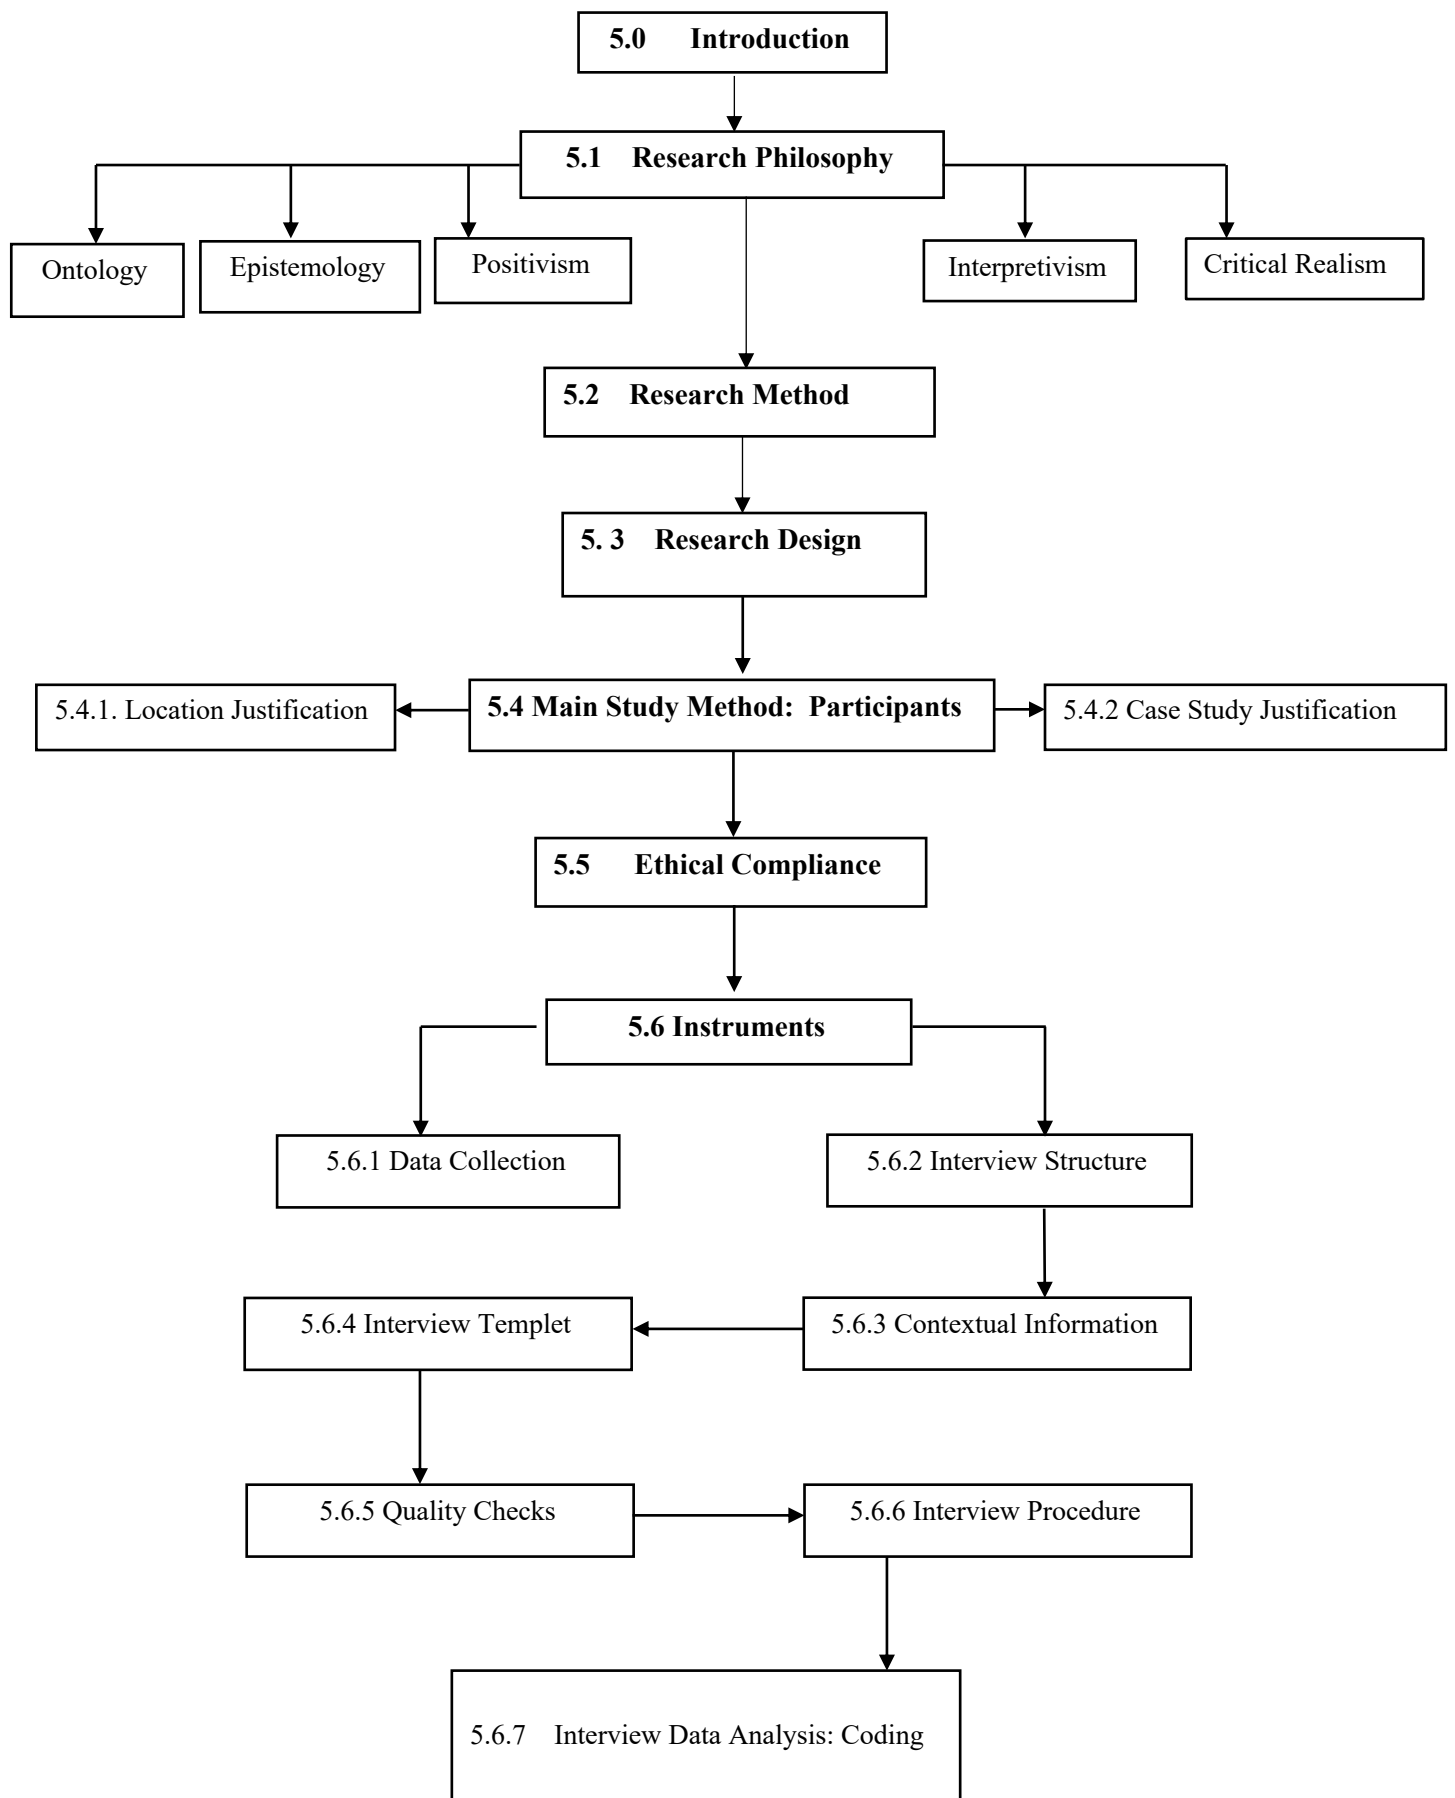 5.0 Introduction
5.1 Research Philosophy
Ontology
Epistemology
Positivism
Interpretivism
Critical Realism
5.2 Research Method
5. 3 Research Design
5.4.1. Location Justification
5.4 Main Study Method: Participants
5.4.2 Case Study Justification
5.5 Ethical Compliance
5.6 Instruments
5.6.1 Data Collection
5.6.2 Interview Structure
5.6.4 Interview Templet
5.6.3 Contextual Information
5.6.5 Quality Checks
5.6.6 Interview Procedure
5.6.7 Interview Data Analysis: Coding